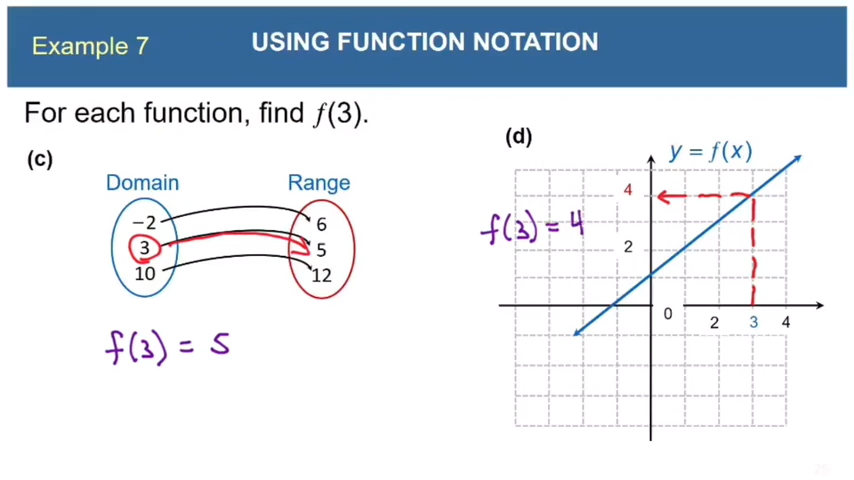 Example 7
USING FUNCTION NOTATION
For each function, find f(3).
(c)
Domain
Range
−2
3
10
6
5
12
f(3) = 5
(d)
y = f(x)
4
2
0
2
3
4
f(3) = 4